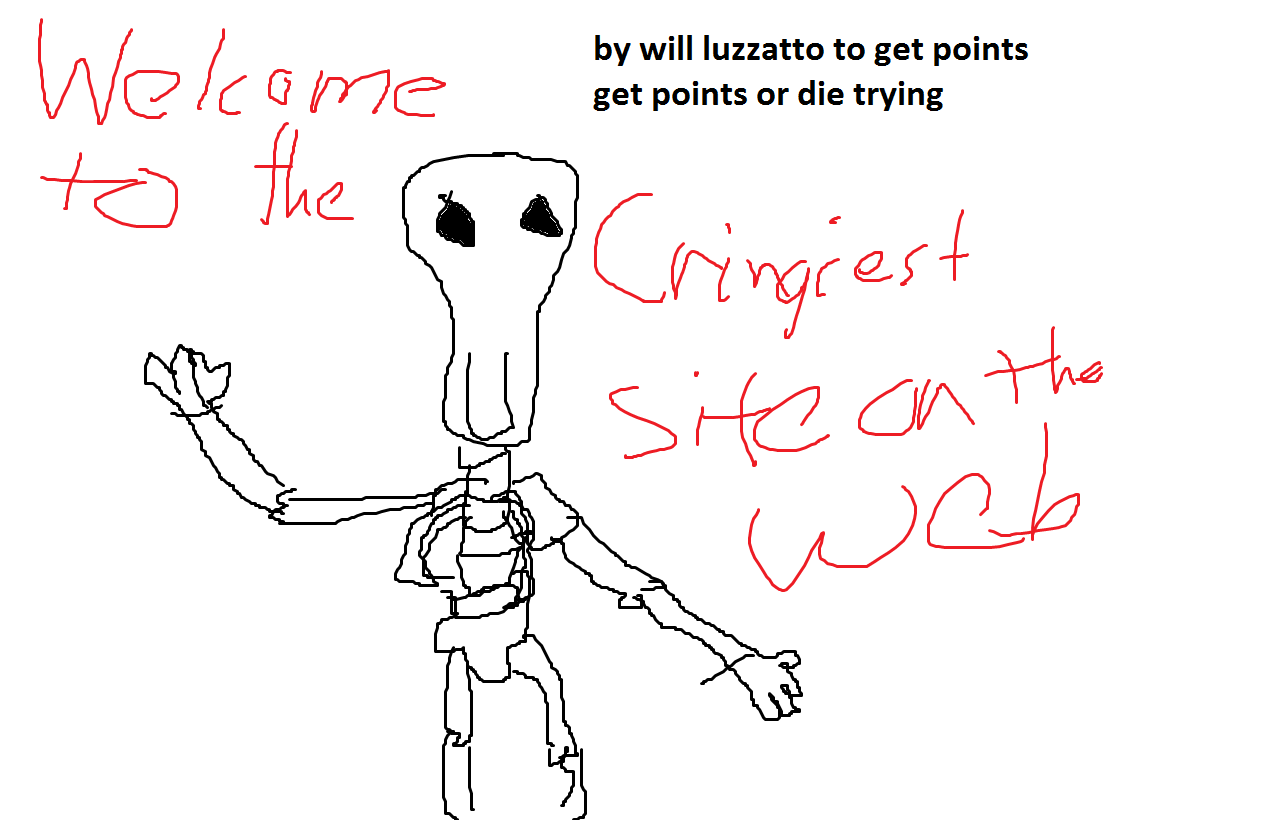 Welcome
to the
by will luzzatto to get points
get points or die trying
Cringiest
site on the
web